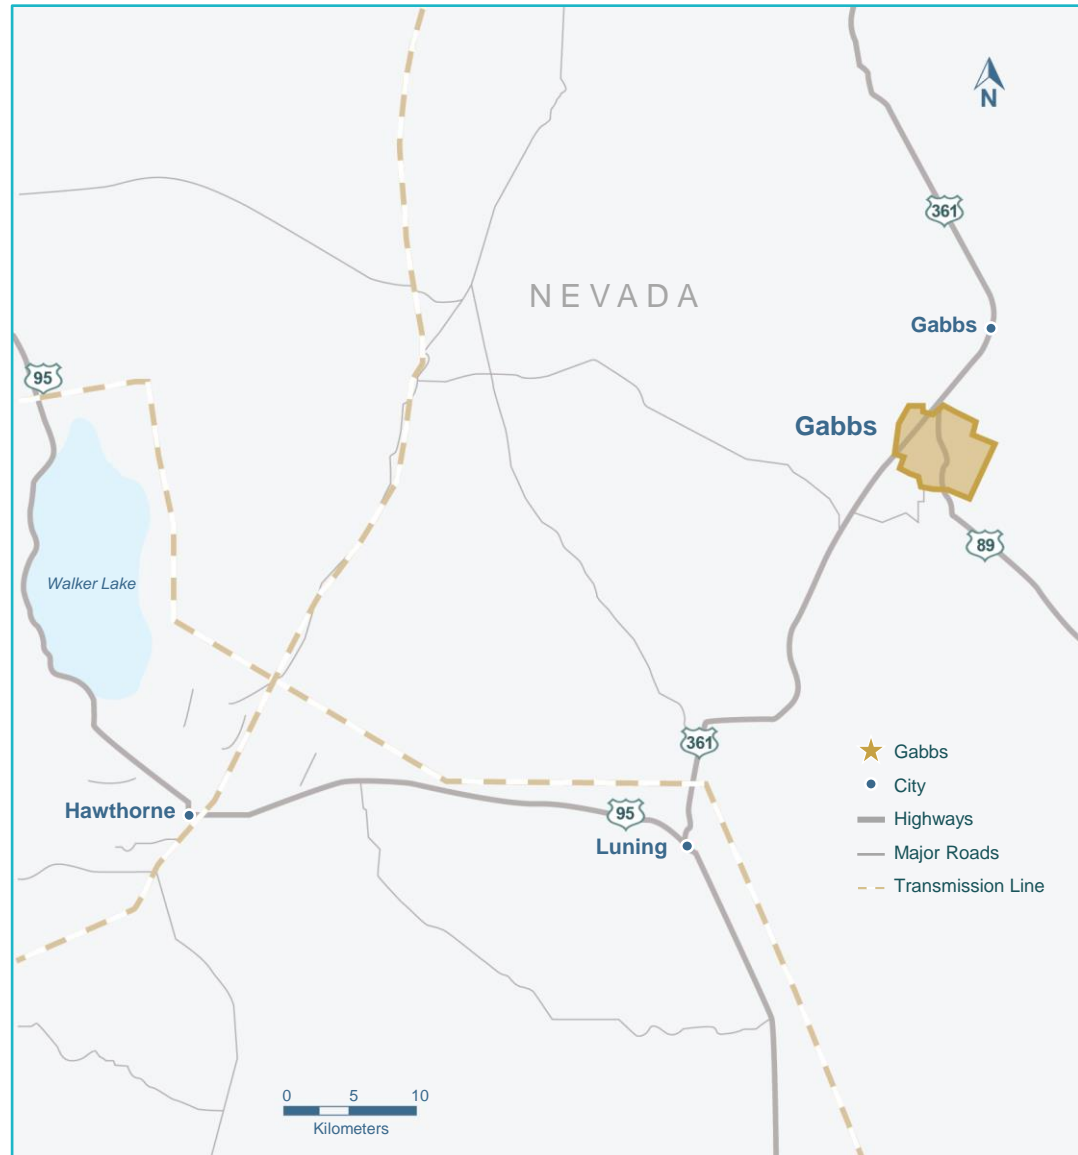 N
361
NEVADA
Gabbs
95
Gabbs
89
Walker Lake
361
Gabbs
City
Hawthorne
95
Highways
Luning
Major Roads
Transmission Line
0 5 10
Kilometers